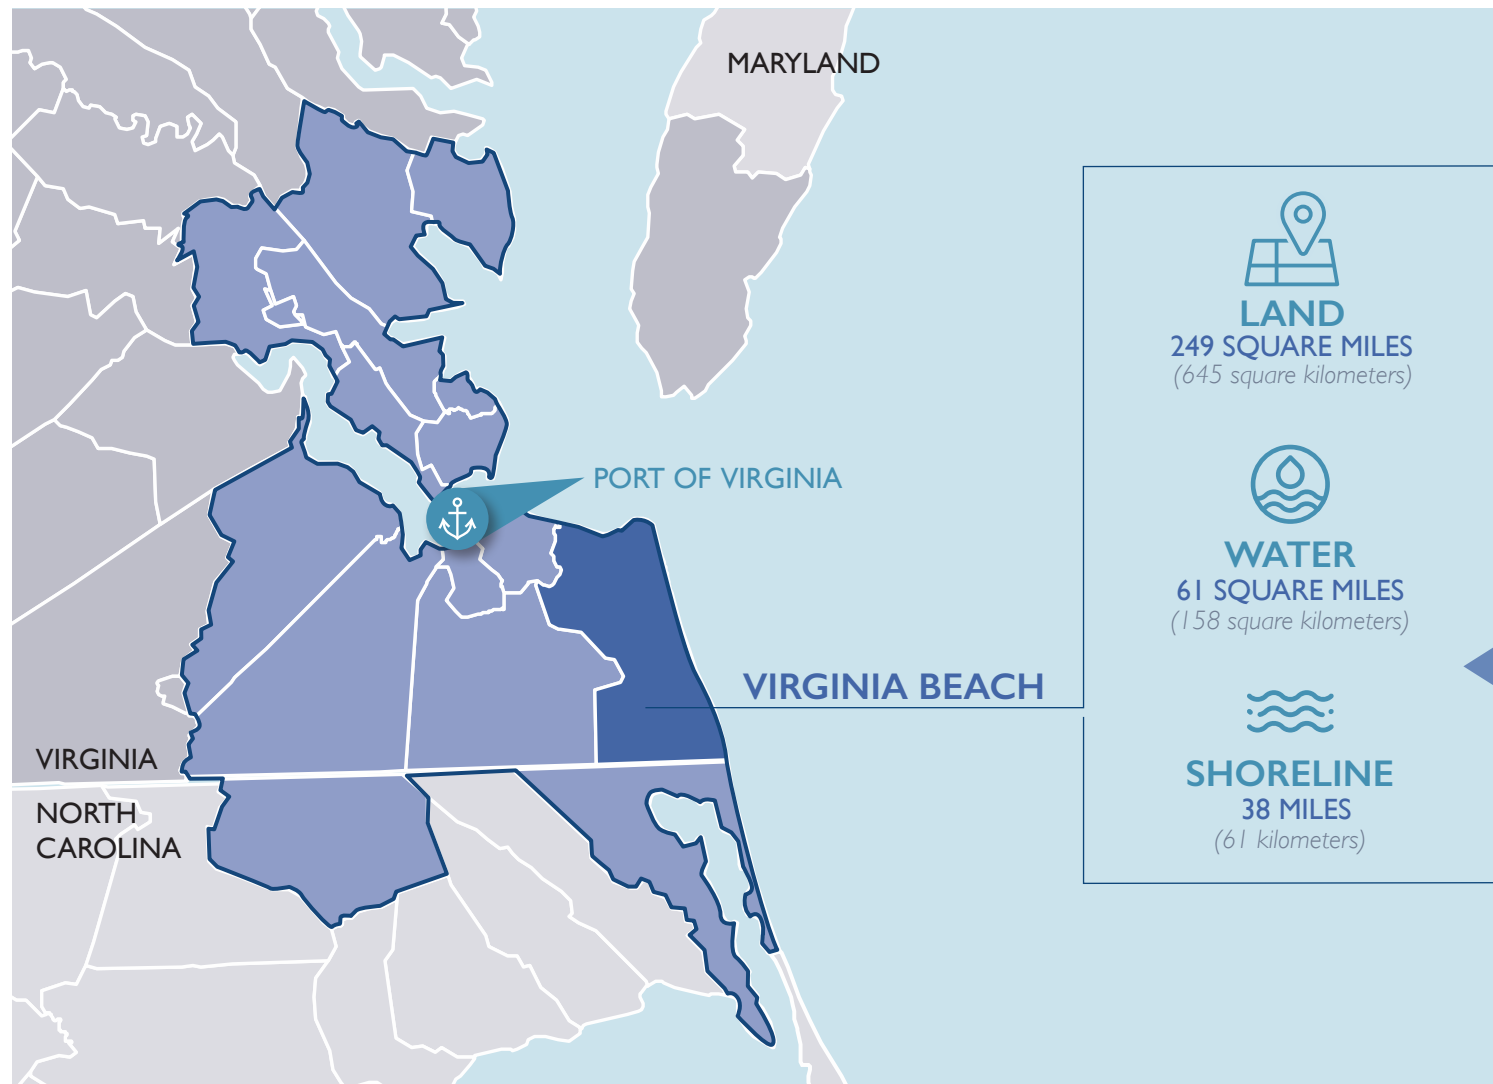 MARYLAND
PORT OF VIRGINIA
VIRGINIA BEACH
VIRGINIA
NORTH
CAROLINA
LAND
249 SQUARE MILES
(645 square kilometers)
WATER
61 SQUARE MILES
(158 square kilometers)
SHORELINE
38 MILES
(61 kilometers)